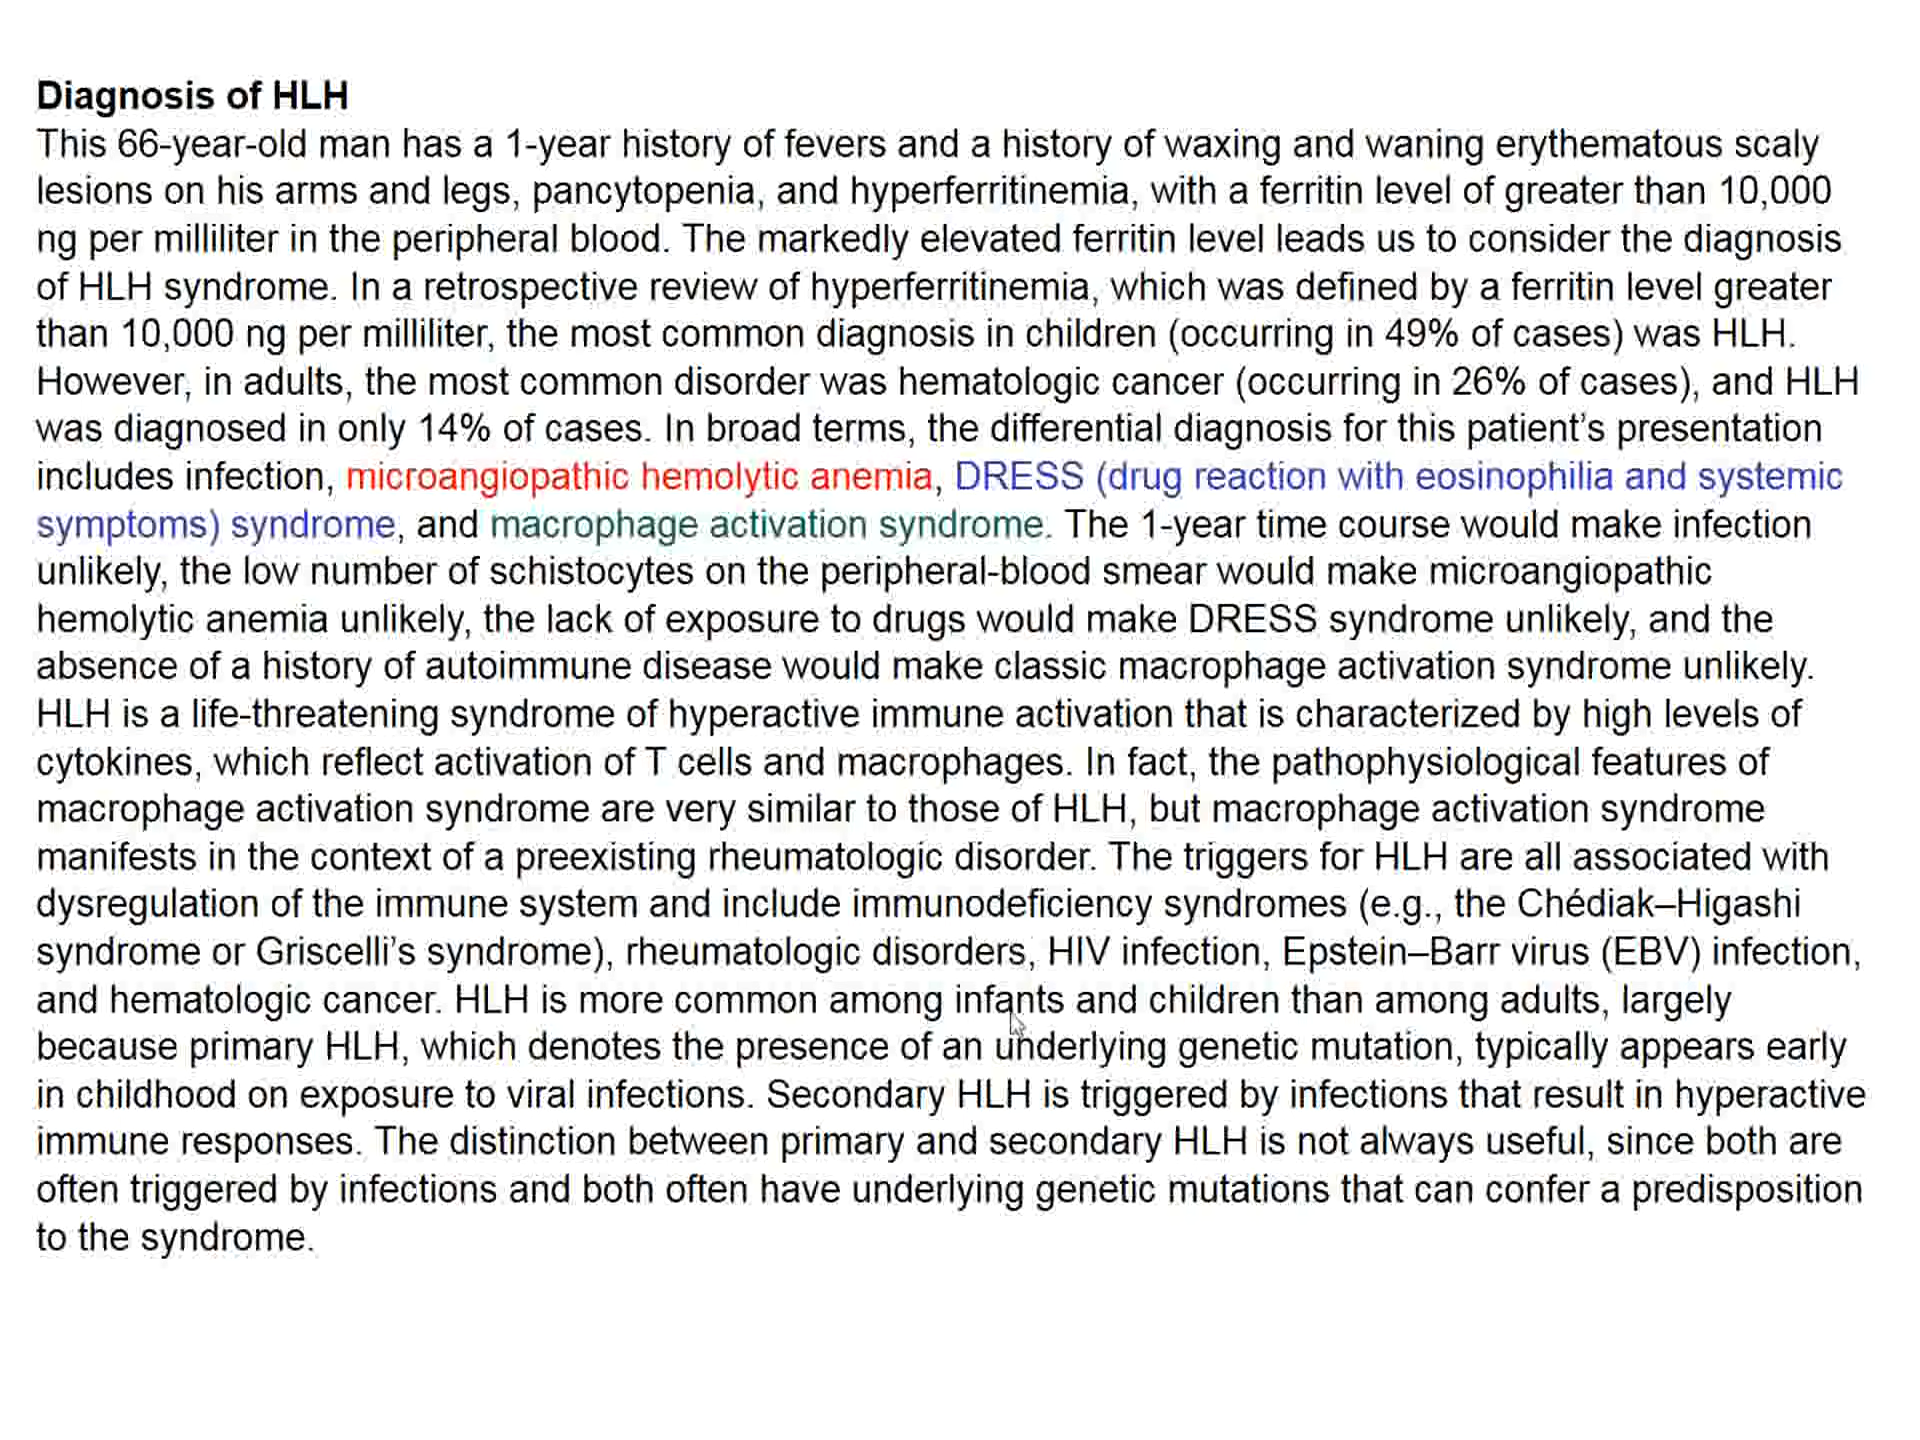 Diagnosis of HLH
This 66-year-old man has a 1-year history of fevers and a history of waxing and waning erythematous scaly
lesions on his arms and legs, pancytopenia, and hyperferritinemia, with a ferritin level of greater than 10,000
ng per milliliter in the peripheral blood. The markedly elevated ferritin level leads us to consider the diagnosis
of HLH syndrome. In a retrospective review of hyperferritinemia, which was defined by a ferritin level greater
than 10,000 ng per milliliter, the most common diagnosis in children (occurring in 49% of cases) was HLH.
However, in adults, the most common disorder was hematologic cancer (occurring in 26% of cases), and HLH
was diagnosed in only 14% of cases. In broad terms, the differential diagnosis for this patient’s presentation
includes infection, microangiopathic hemolytic anemia, DRESS (drug reaction with eosinophilia and systemic
symptoms) syndrome, and macrophage activation syndrome. The 1-year time course would make infection
unlikely, the low number of schistocytes on the peripheral-blood smear would make microangiopathic
hemolytic anemia unlikely, the lack of exposure to drugs would make DRESS syndrome unlikely, and the
absence of a history of autoimmune disease would make classic macrophage activation syndrome unlikely.
HLH is a life-threatening syndrome of hyperactive immune activation that is characterized by high levels of
cytokines, which reflect activation of T cells and macrophages. In fact, the pathophysiological features of
macrophage activation syndrome are very similar to those of HLH, but macrophage activation syndrome
manifests in the context of a preexisting rheumatologic disorder. The triggers for HLH are all associated with
dysregulation of the immune system and include immunodeficiency syndromes (e.g., the Chédiak–Higashi
syndrome or Griscelli’s syndrome), rheumatologic disorders, HIV infection, Epstein–Barr virus (EBV) infection,
and hematologic cancer. HLH is more common among infants and children than among adults, largely
because primary HLH, which denotes the presence of an underlying genetic mutation, typically appears early
in childhood on exposure to viral infections. Secondary HLH is triggered by infections that result in hyperactive
immune responses. The distinction between primary and secondary HLH is not always useful, since both are
often triggered by infections and both often have underlying genetic mutations that can confer a predisposition
to the syndrome.